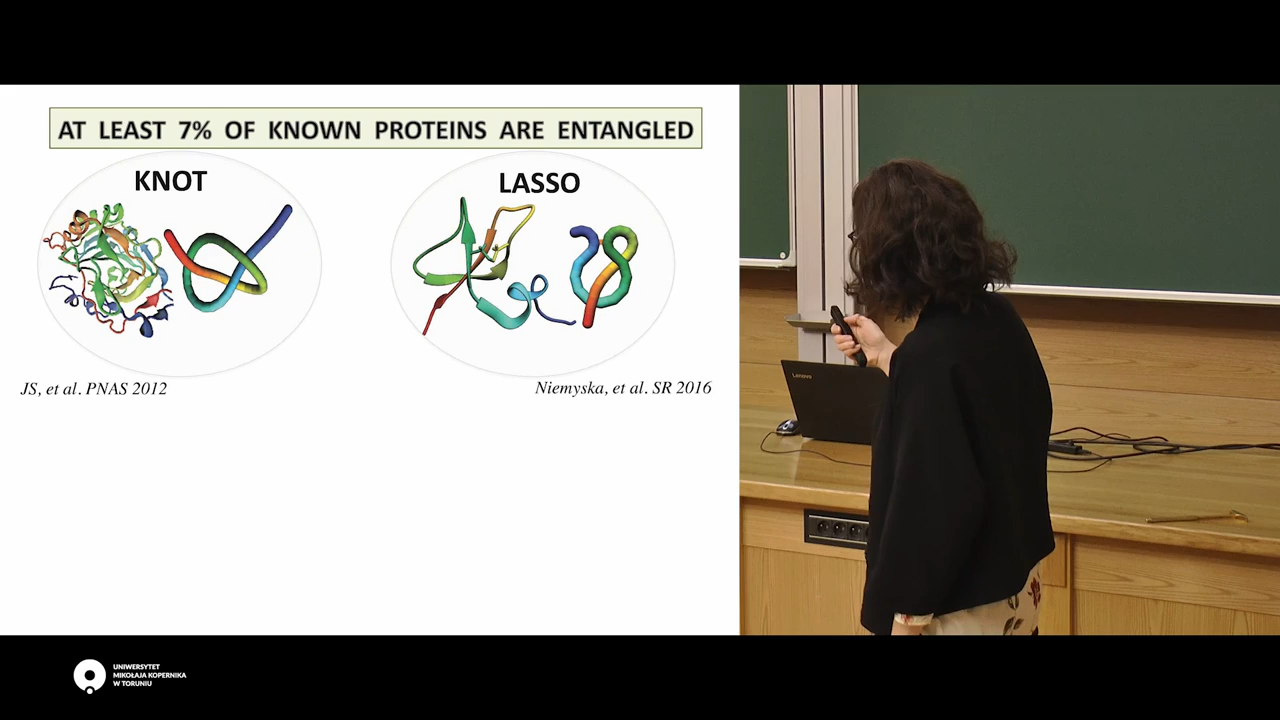 AT LEAST 7% OF KNOWN PROTEINS ARE ENTANGLED
KNOT
LASSO
JS, et al. PNAS 2012
Niemyska, et al. SR 2016
Lenovo
UNIWERSYTET
MIKOŁAJA KOPERNIKA
W TORUNIU